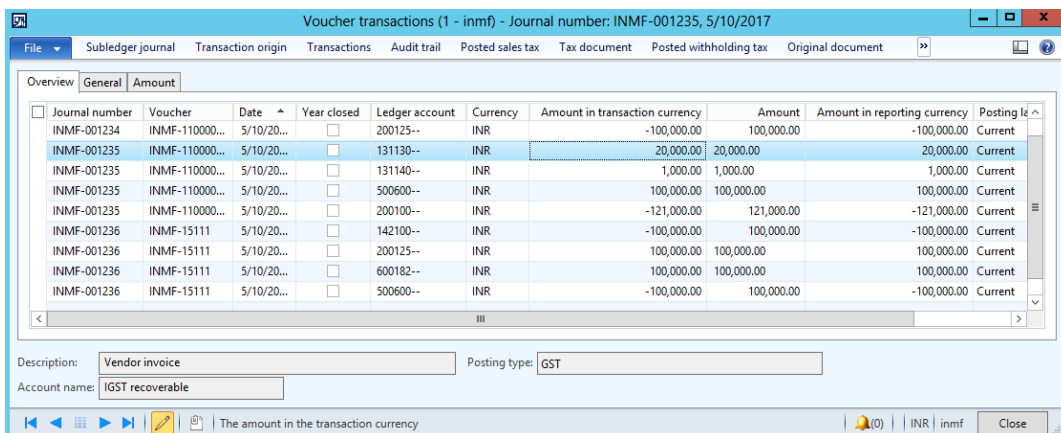 Voucher transactions (1 - inmf) - Journal number: INMF-001235, 5/10/2017
File Subledger journal Transaction origin Transactions Audit trail Posted sales tax Tax document Posted withholding tax Original document »
Overview General Amount
Journal number Voucher Date Year closed Ledger account Currency Amount in transaction currency Amount Amount in reporting currency Posting la
INMF-001234 INMF-110000... 5/10/20... 200125-- INR -100,000.00 100,000.00 -100,000.00 Current
INMF-001235 INMF-110000... 5/10/20... 131130-- INR 20,000.00 20,000.00 20,000.00 Current
INMF-001235 INMF-110000... 5/10/20... 131140-- INR 1,000.00 1,000.00 1,000.00 Current
INMF-001235 INMF-110000... 5/10/20... 500600-- INR 100,000.00 100,000.00 100,000.00 Current
INMF-001235 INMF-110000... 5/10/20... 200100-- INR -121,000.00 121,000.00 -121,000.00 Current
INMF-001236 INMF-15111 5/10/20... 142100-- INR -100,000.00 100,000.00 -100,000.00 Current
INMF-001236 INMF-15111 5/10/20... 200125-- INR 100,000.00 100,000.00 100,000.00 Current
INMF-001236 INMF-15111 5/10/20... 600182-- INR 100,000.00 100,000.00 100,000.00 Current
INMF-001236 INMF-15111 5/10/20... 500600-- INR -100,000.00 100,000.00 -100,000.00 Current
Description: Vendor invoice Posting type: GST
Account name: IGST recoverable
The amount in the transaction currency (0) INR inmf Close